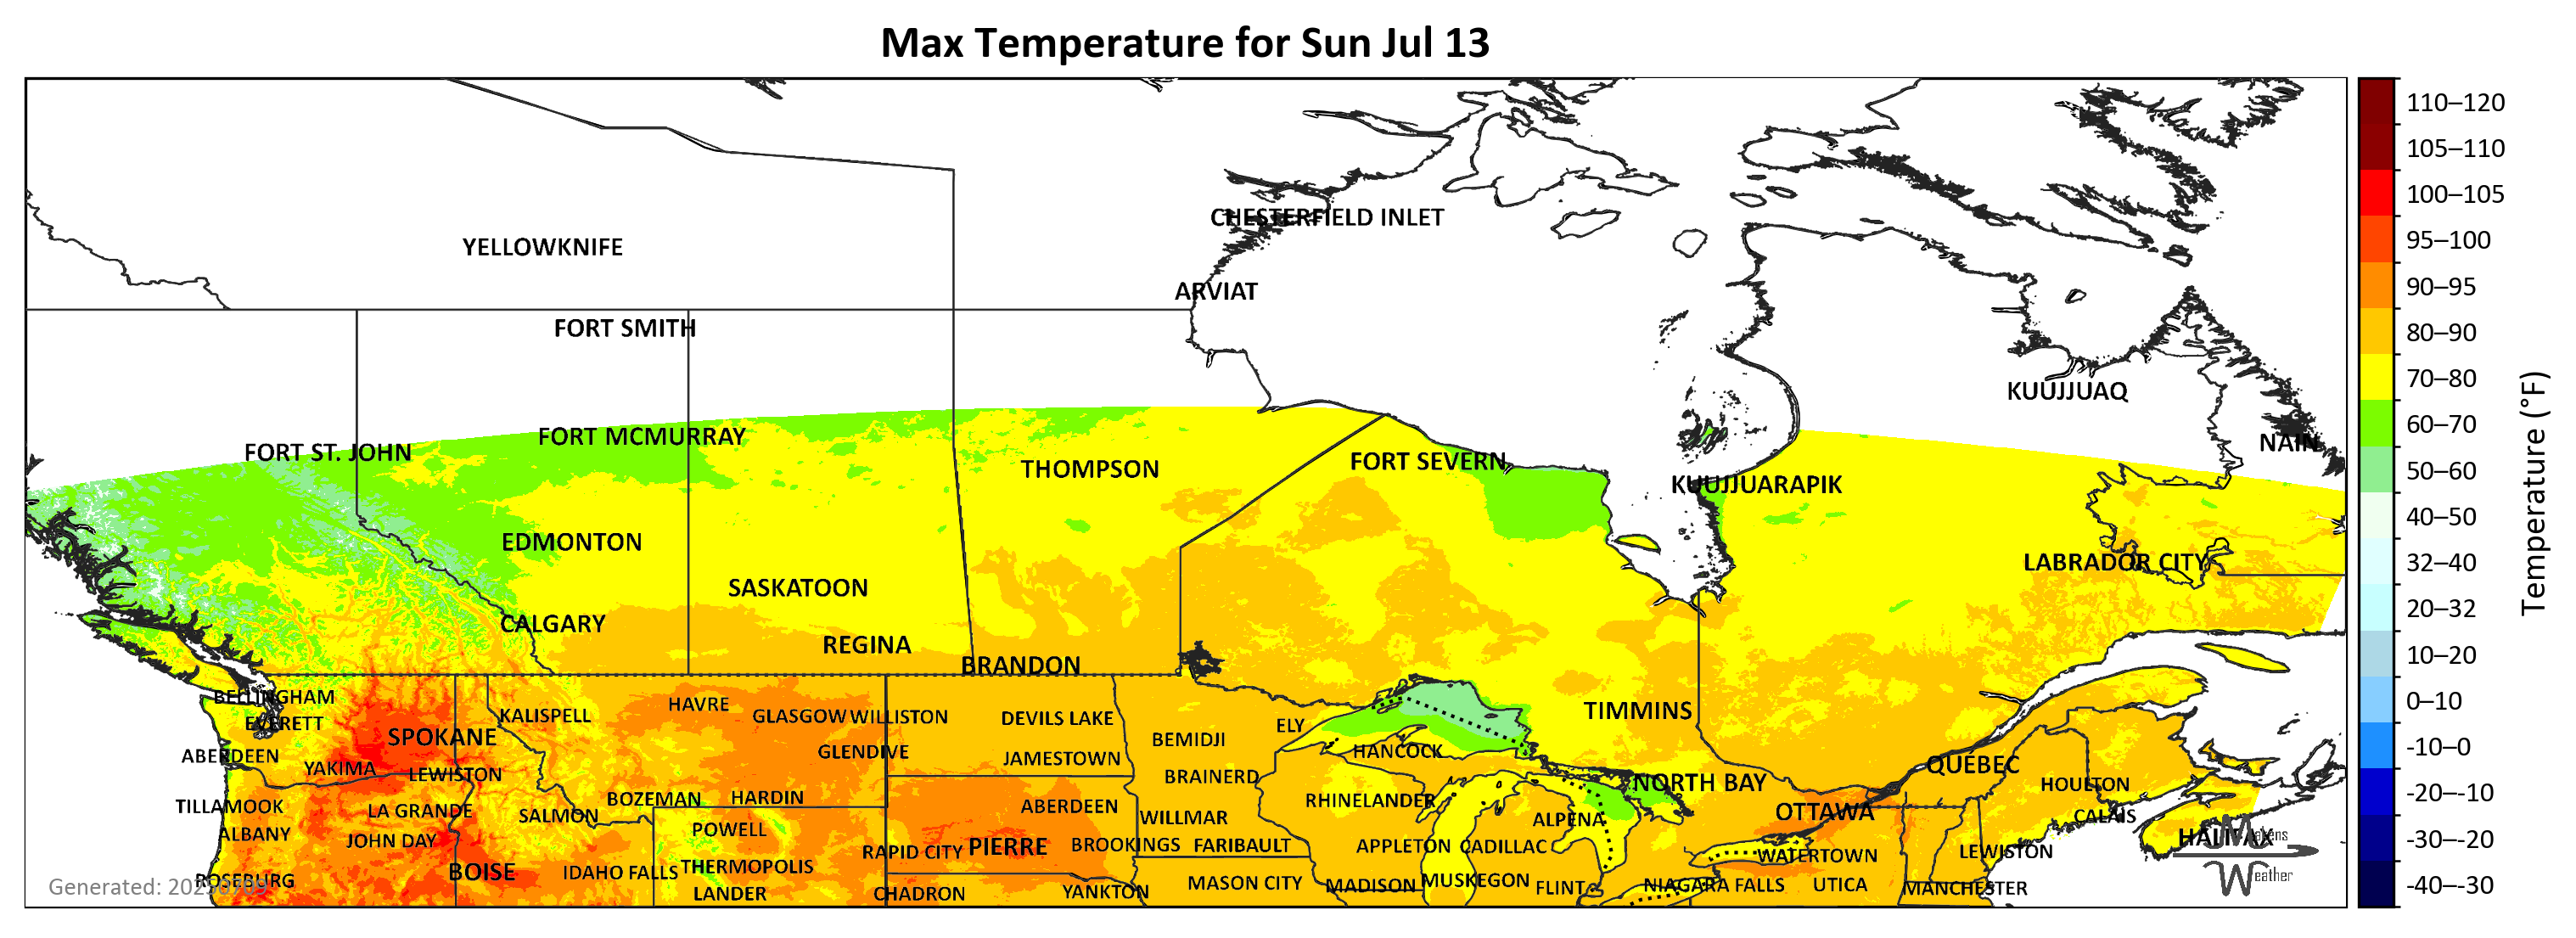 Max Temperature for Sun Jul 13
110–120
105–110
100–105
95–100
90–95
80–90
70–80
60–70
50–60
40–50
32–40
20–32
10–20
0–10
-10–0
-20–-10
-30–-20
-40–-30
Temperature (°F)
CHESTERFIELD INLET
YELLOWKNIFE
ARVIAT
FORT SMITH
KUUJJUAQ
FORT MCMURRAY
NAIN
FORT ST. JOHN
FORT SEVERN
THOMPSON
KUUJJUARAPIK
EDMONTON
LABRADOR CITY
SASKATOON
CALGARY
REGINA
BRANDON
BELLINGHAM
HAVRE
KALISPELL
GLASGOW
WILLISTON
DEVILS LAKE
TIMMINS
EVERETT
ELY
SPOKANE
BEMIDJI
GLENDIVE
HANCOCK
ABERDEEN
JAMESTOWN
QUÉBEC
YAKIMA
LEWISTON
BRAINERD
NORTH BAY
HOULTON
BOZEMAN
HARDIN
RHINELANDER
TILLAMOOK
ABERDEEN
LA GRANDE
OTTAWA
SALMON
CALAIS
WILLMAR
ALPENA
POWELL
ALBANY
HALIFAX
Makens
Weather
JOHN DAY
PIERRE
BROOKINGS
FARIBAULT
APPLETON
CADILLAC
RAPID CITY
LEWISTON
WATERTOWN
THERMOPOLIS
BOISE
IDAHO FALLS
ROSEBURG
MUSKEGON
MASON CITY
MADISON
NIAGARA FALLS
UTICA
FLINT
MANCHESTER
LANDER
CHADRON
YANKTON
Generated: 20250709